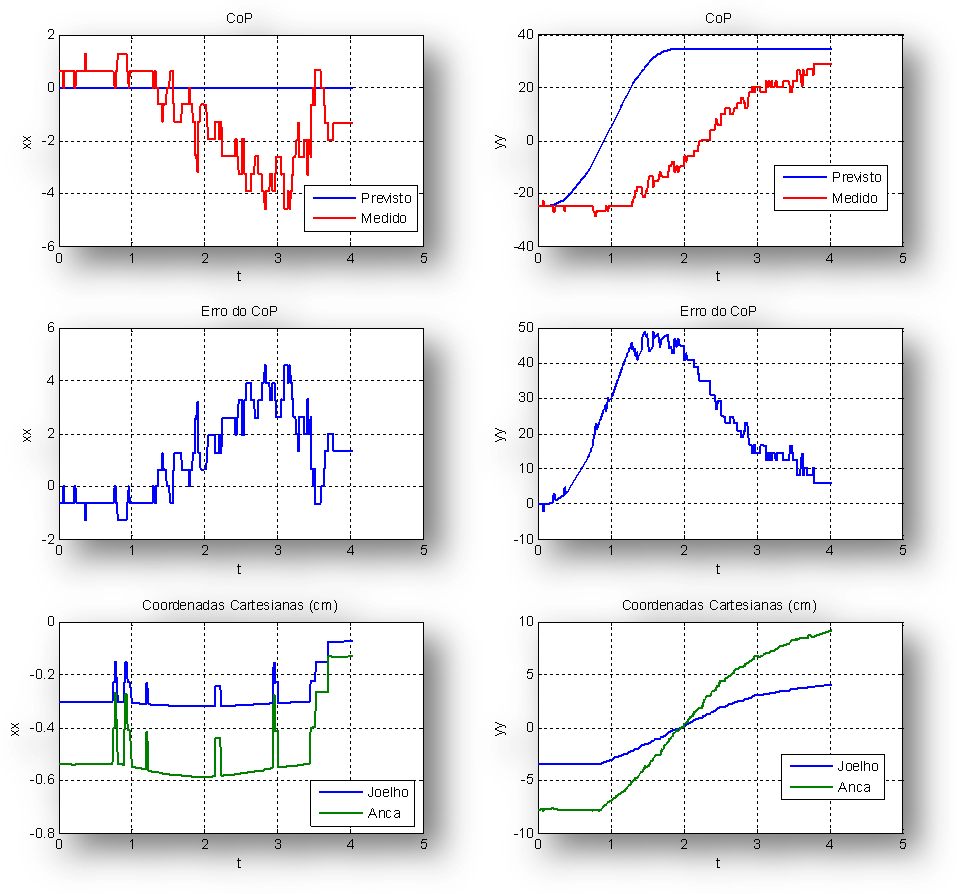 CoP
2
0
-2
-4
-6
xx
0 1 2 3 4 5
t
Previsto
Medido
CoP
40
20
0
-20
-40
yy
0 1 2 3 4 5
t
Previsto
Medido
Erro do CoP
6
4
2
0
-2
xx
0 1 2 3 4 5
t
Erro do CoP
50
40
30
20
10
0
-10
yy
0 1 2 3 4 5
t
Coordenadas Cartesianas (cm)
0
-0.2
-0.4
-0.6
-0.8
xx
0 1 2 3 4 5
t
Joelho
Anca
Coordenadas Cartesianas (cm)
10
5
0
-5
-10
yy
0 1 2 3 4 5
t
Joelho
Anca